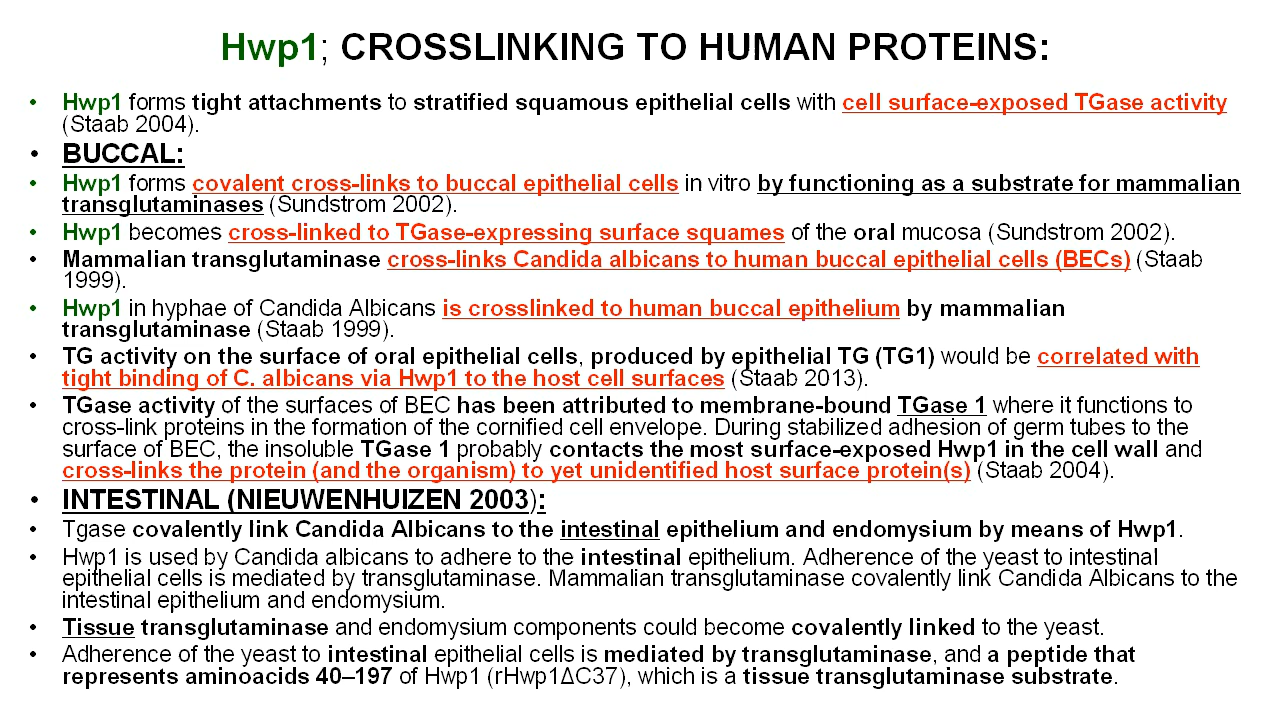 Hwp1; CROSSLINKING TO HUMAN PROTEINS:
• Hwp1 forms tight attachments to stratified squamous epithelial cells with cell surface-exposed TGase activity
(Staab 2004).
• BUCCAL:
• Hwp1 forms covalent cross-links to buccal epithelial cells in vitro by functioning as a substrate for mammalian
transglutaminases (Sundstrom 2002).
• Hwp1 becomes cross-linked to TGase-expressing surface squames of the oral mucosa (Sundstrom 2002).
• Mammalian transglutaminase cross-links Candida albicans to human buccal epithelial cells (BECs) (Staab
1999).
• Hwp1 in hyphae of Candida Albicans is crosslinked to human buccal epithelium by mammalian
transglutaminase (Staab 1999).
• TG activity on the surface of oral epithelial cells, produced by epithelial TG (TG1) would be correlated with
tight binding of C. albicans via Hwp1 to the host cell surfaces (Staab 2013).
• TGase activity of the surfaces of BEC has been attributed to membrane-bound TGase 1 where it functions to
cross-link proteins in the formation of the cornified cell envelope. During stabilized adhesion of germ tubes to the
surface of BEC, the insoluble TGase 1 probably contacts the most surface-exposed Hwp1 in the cell wall and
cross-links the protein (and the organism) to yet unidentified host surface protein(s) (Staab 2004).
• INTESTINAL (NIEUWENHUIZEN 2003):
• Tgase covalently link Candida Albicans to the intestinal epithelium and endomysium by means of Hwp1.
• Hwp1 is used by Candida albicans to adhere to the intestinal epithelium. Adherence of the yeast to intestinal
epithelial cells is mediated by transglutaminase. Mammalian transglutaminase covalently link Candida Albicans to the
intestinal epithelium and endomysium.
• Tissue transglutaminase and endomysium components could become covalently linked to the yeast.
• Adherence of the yeast to intestinal epithelial cells is mediated by transglutaminase, and a peptide that
represents aminoacids 40–197 of Hwp1 (rHwp1ΔC37), which is a tissue transglutaminase substrate.